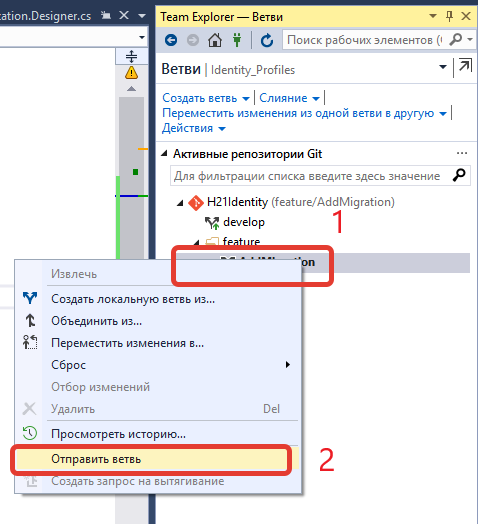 tation.Designer.cs
Team Explorer — Ветви
Поиск рабочих элементов (
Ветви | Identity_Profiles
Создать ветвь | Слияние
Переместить изменения из одной ветви в другую
Действия
Активные репозитории Git
Для фильтрации списка введите здесь значение
H21Identity (feature/AddMigration)
1
develop
feature
AddMigration
Извлечь
Создать локальную ветвь из...
Объединить из...
Переместить изменения в...
Сброс
Отбор изменений
Удалить Del
Просмотреть историю...
Отправить ветвь
2
Создать запрос на вытягивание